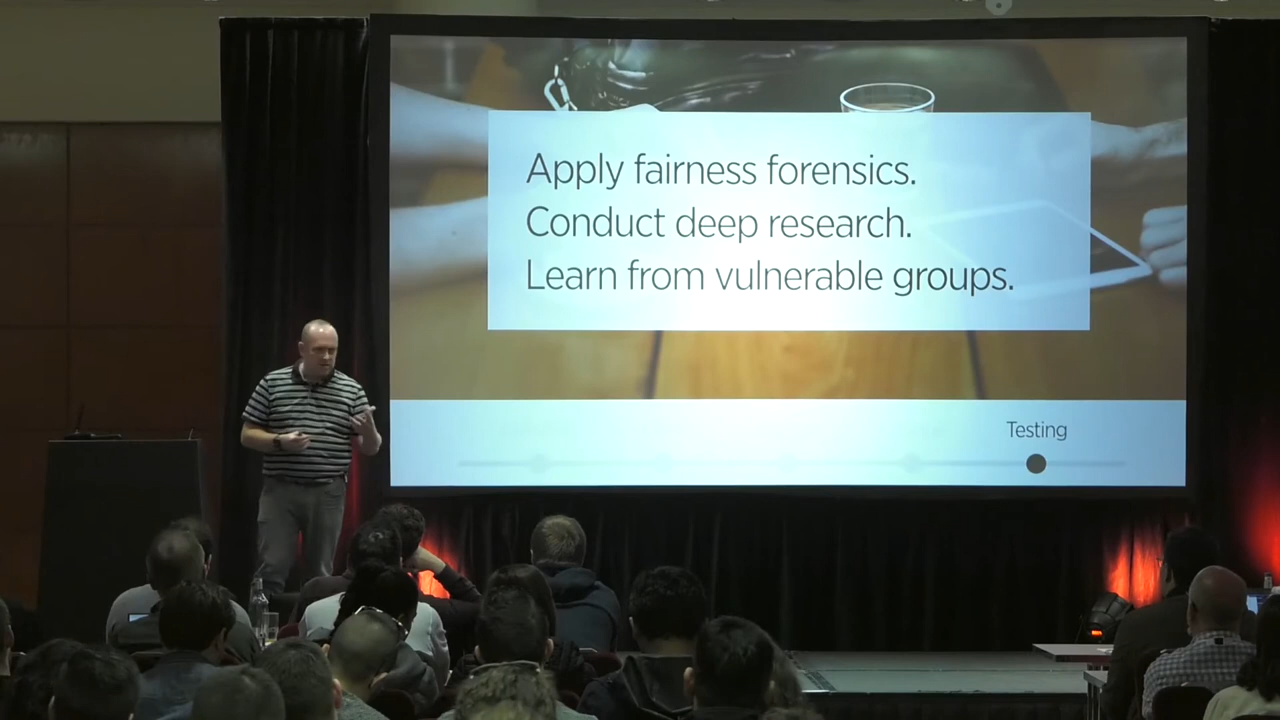 Apply fairness forensics.
Conduct deep research.
Learn from vulnerable groups.
Testing